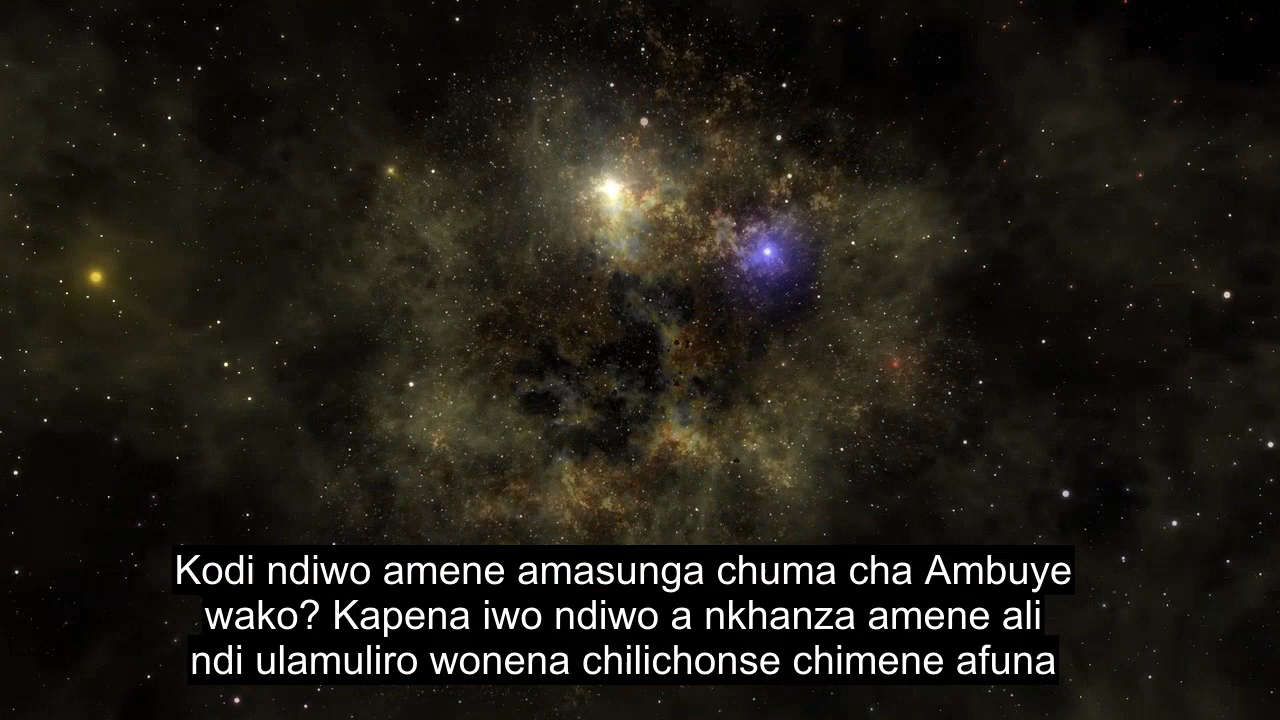 Kodi ndiwo amene amasunga chuma cha Ambuye
wako? Kapena iwo ndiwo a nkhanza amene ali
ndi ulamuliro wonena chilichonse chimene afuna